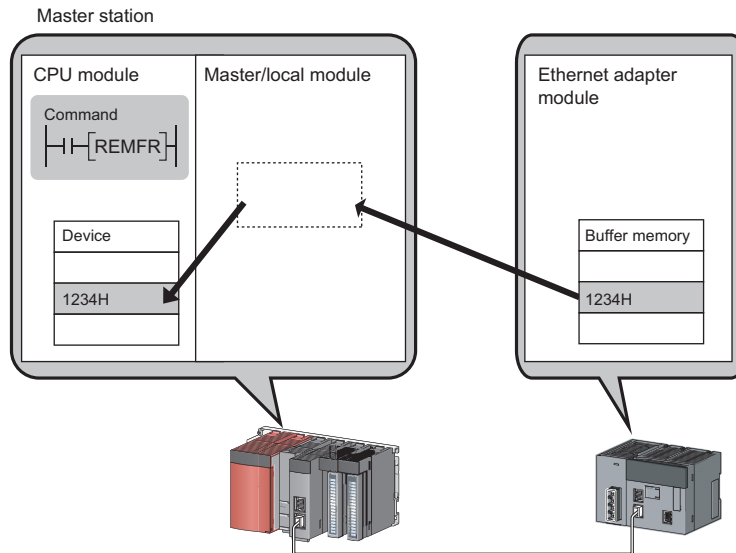 Master station
CPU module
Master/local module
Ethernet adapter
module
Command
REMFR
Device
1234H
Buffer memory
1234H